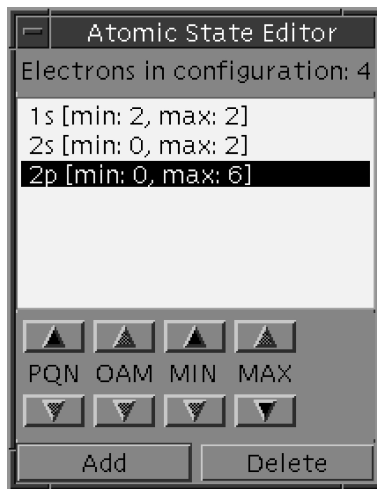 Atomic State Editor
Electrons in configuration: 4
1s [min: 2, max: 2]
2s [min: 0, max: 2]
2p [min: 0, max: 6]
PQN OAM MIN MAX
Add Delete